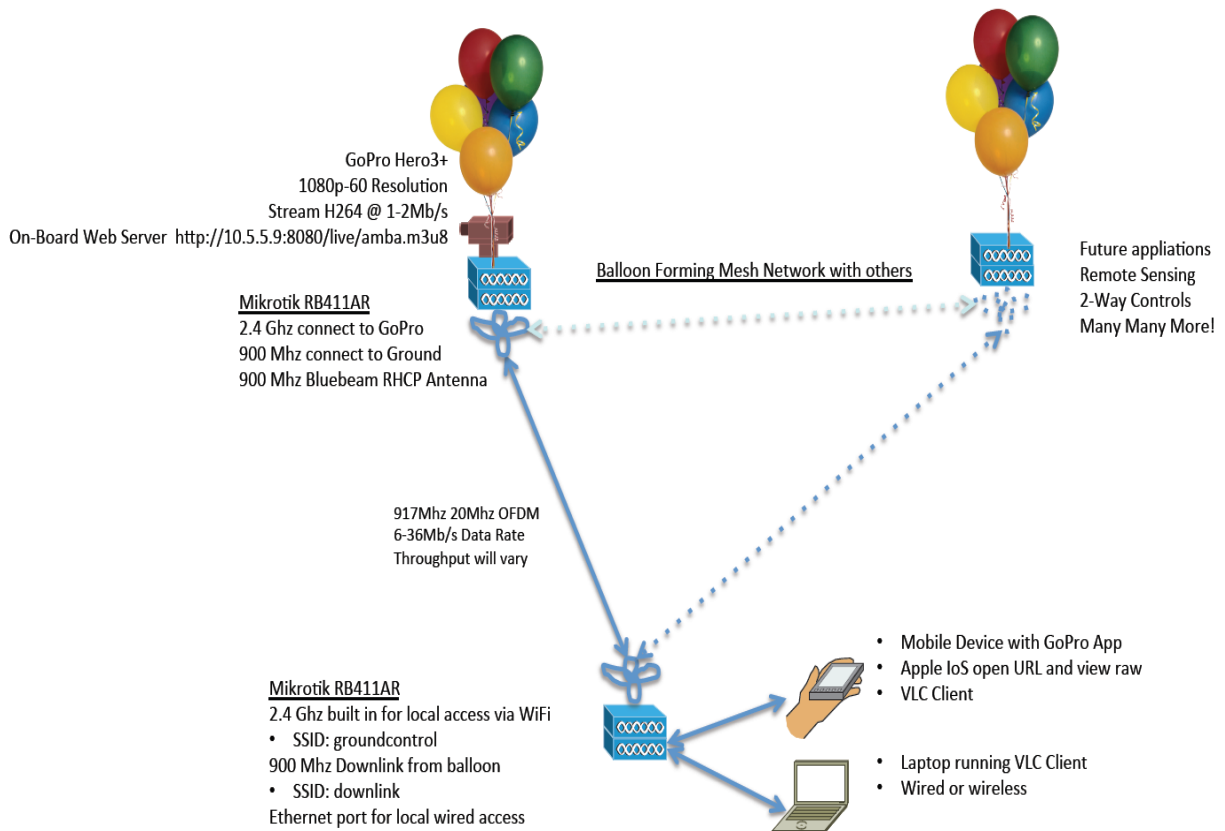 GoPro Hero3+
1080p-60 Resolution
Stream H264 @ 1-2Mb/s
On-Board Web Server http://10.5.5.9:8080/live/amba.m3u8
Mikrotik RB411AR
2.4 Ghz connect to GoPro
900 Mhz connect to Ground
900 Mhz Bluebeam RHCP Antenna
Balloon Forming Mesh Network with others
Future appliations
Remote Sensing
2-Way Controls
Many Many More!
917Mhz 20Mhz OFDM
6-36Mb/s Data Rate
Throughput will vary
Mikrotik RB411AR
2.4 Ghz built in for local access via WiFi
• SSID: groundcontrol
900 Mhz Downlink from balloon
• SSID: downlink
Ethernet port for local wired access
• Mobile Device with GoPro App
• Apple IoS open URL and view raw
• VLC Client
• Laptop running VLC Client
• Wired or wireless